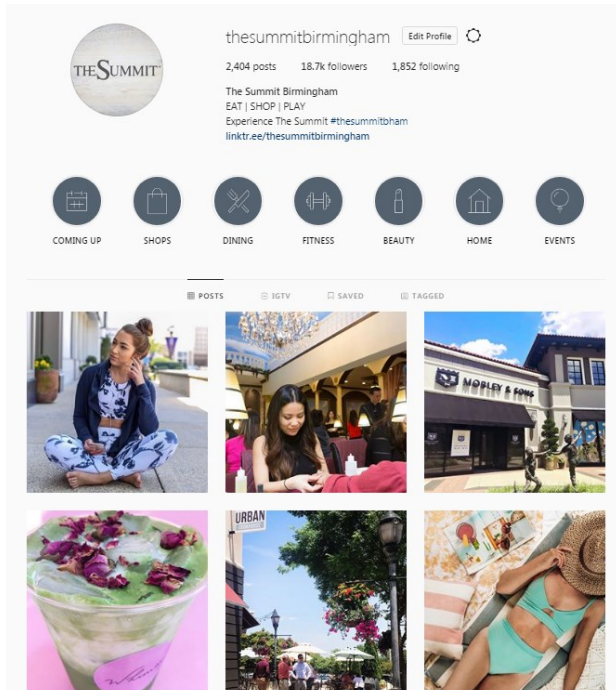 THE SUMMIT
thesummitbirmingham Edit Profile
2,404 posts 18.7k followers 1,852 following
The Summit Birmingham
EAT | SHOP | PLAY
Experience The Summit #thesummitbham
linktr.ee/thesummitbirmingham
COMING UP SHOPS DINING FITNESS BEAUTY HOME EVENTS
POSTS IGTV SAVED TAGGED
MOBLEY & SONS
URBAN